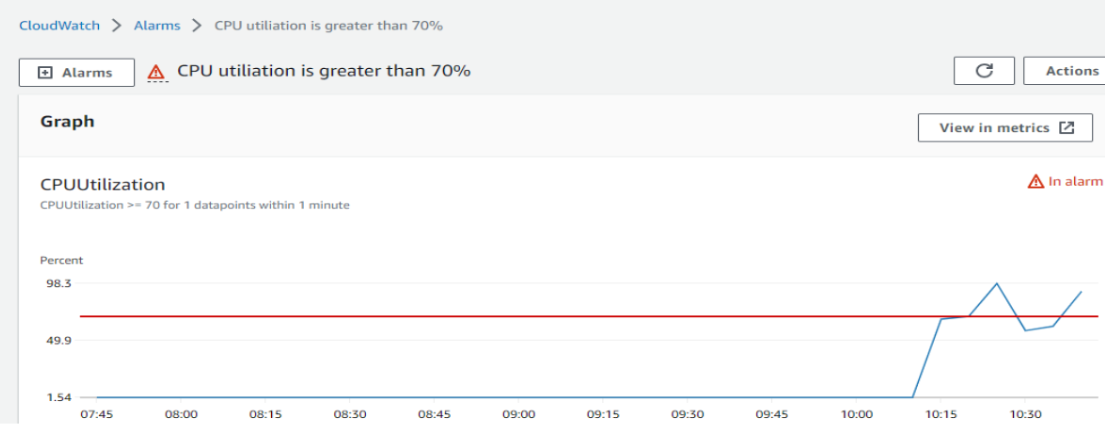 CloudWatch > Alarms > CPU utiliation is greater than 70%
Alarms CPU utiliation is greater than 70% Actions
Graph
View in metrics
CPUUtilization
In alarm
CPUUtilization >= 70 for 1 datapoints within 1 minute
Percent
98.3
49.9
1.54
07:45 08:00 08:15 08:30 08:45 09:00 09:15 09:30 09:45 10:00 10:15 10:30